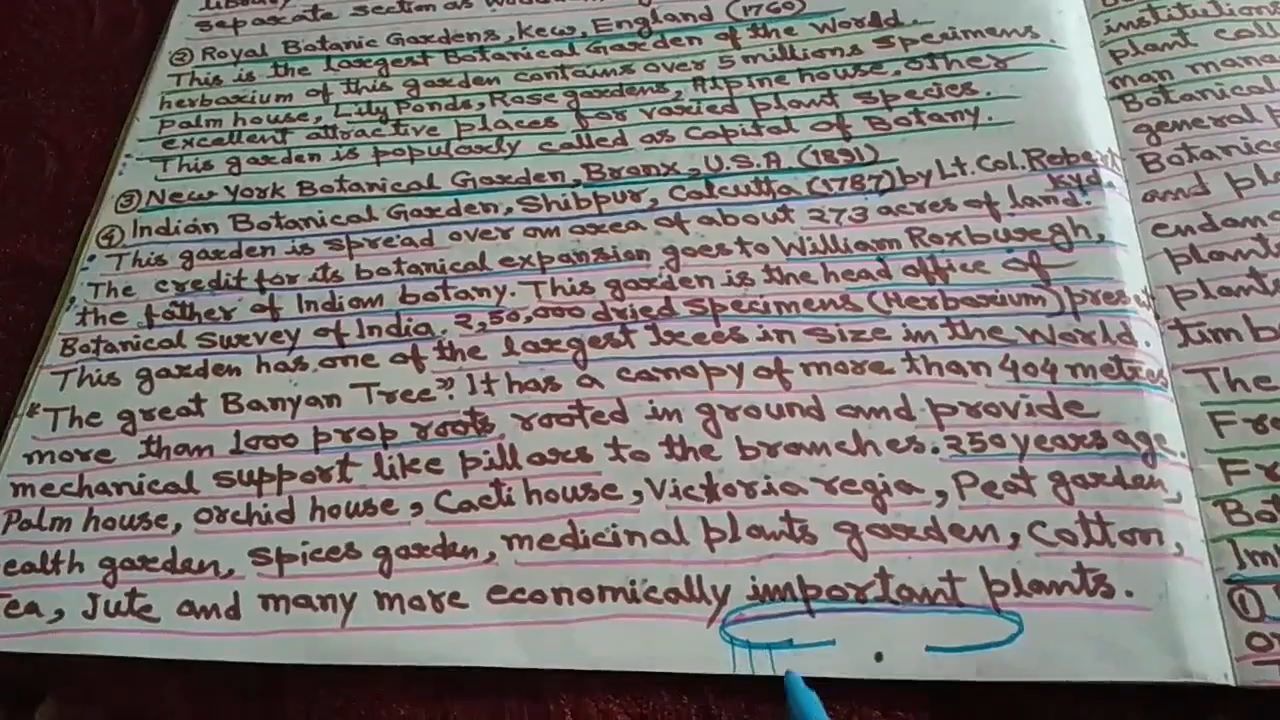 separate section as
② Royal Botanic Gardens, Kew, England (1760)
This is the largest Botanical Garden of the World.
herbarium of this garden contains over 5 millions specimens.
Palm house, Lily Ponds, Rose gardens, Alpine house, other
excellent attractive places for varied plant species.
This garden is popularly called as Capital of Botany.
③ New York Botanical Garden, Bronx, U.S.A (1891)
④ Indian Botanical Garden, Shibpur, Calcutta (1787) by Lt. Col. Robert Kyd.
This garden is spread over an area of about 273 acres of land.
The credit for its botanical expansion goes to William Roxburgh,
the father of Indian botany. This garden is the head office of
Botanical Survey of India. 2,50,000 dried specimens (Herbarium) present
This garden has one of the largest trees in size in the World.
"The great Banyan Tree". It has a canopy of more than 404 metres
more than 1000 prop roots rooted in ground and provide
mechanical support like pillars to the branches. 250 years age.
Palm house, Orchid house, Cacti house, Victoria regia, Peat garden,
ealth garden, spices garden, medicinal plants garden, Cotton,
ea, Jute and many more economically important plants.
institutions
plant
man
Botanical
general
Botanic
and
plants
plants
timb
The
Fre
Fr
Bot
Im
①